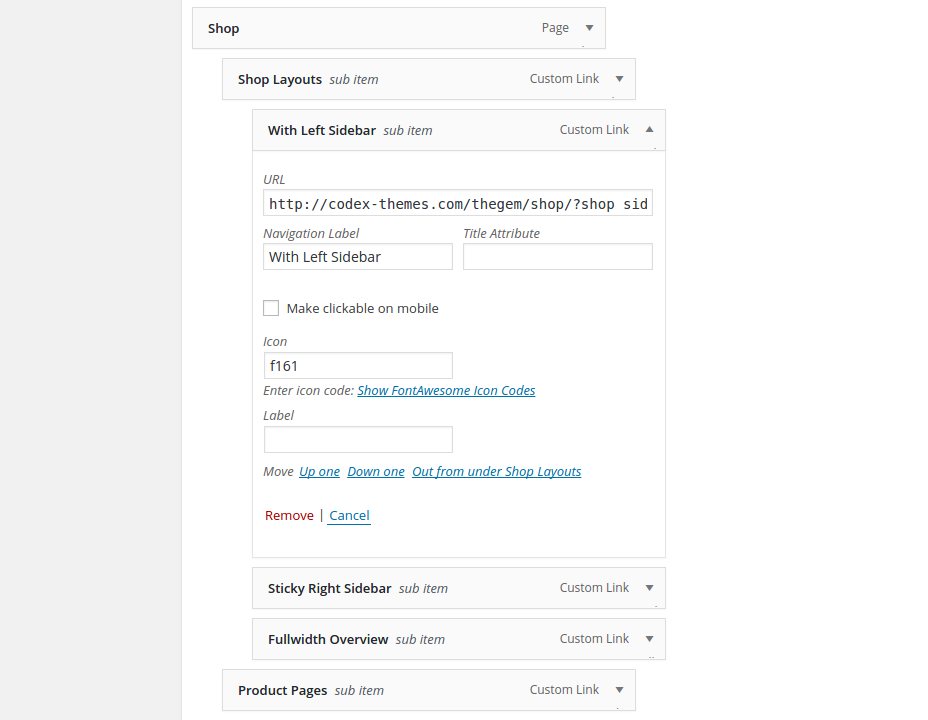 Shop Page
Shop Layouts sub item Custom Link
With Left Sidebar sub item Custom Link
URL
http://codex-themes.com/thegem/shop/?shop_sid
Navigation Label Title Attribute
With Left Sidebar
Make clickable on mobile
Icon
f161
Enter icon code: Show FontAwesome Icon Codes
Label
Move Up one Down one Out from under Shop Layouts
Remove | Cancel
Sticky Right Sidebar sub item Custom Link
Fullwidth Overview sub item Custom Link
Product Pages sub item Custom Link